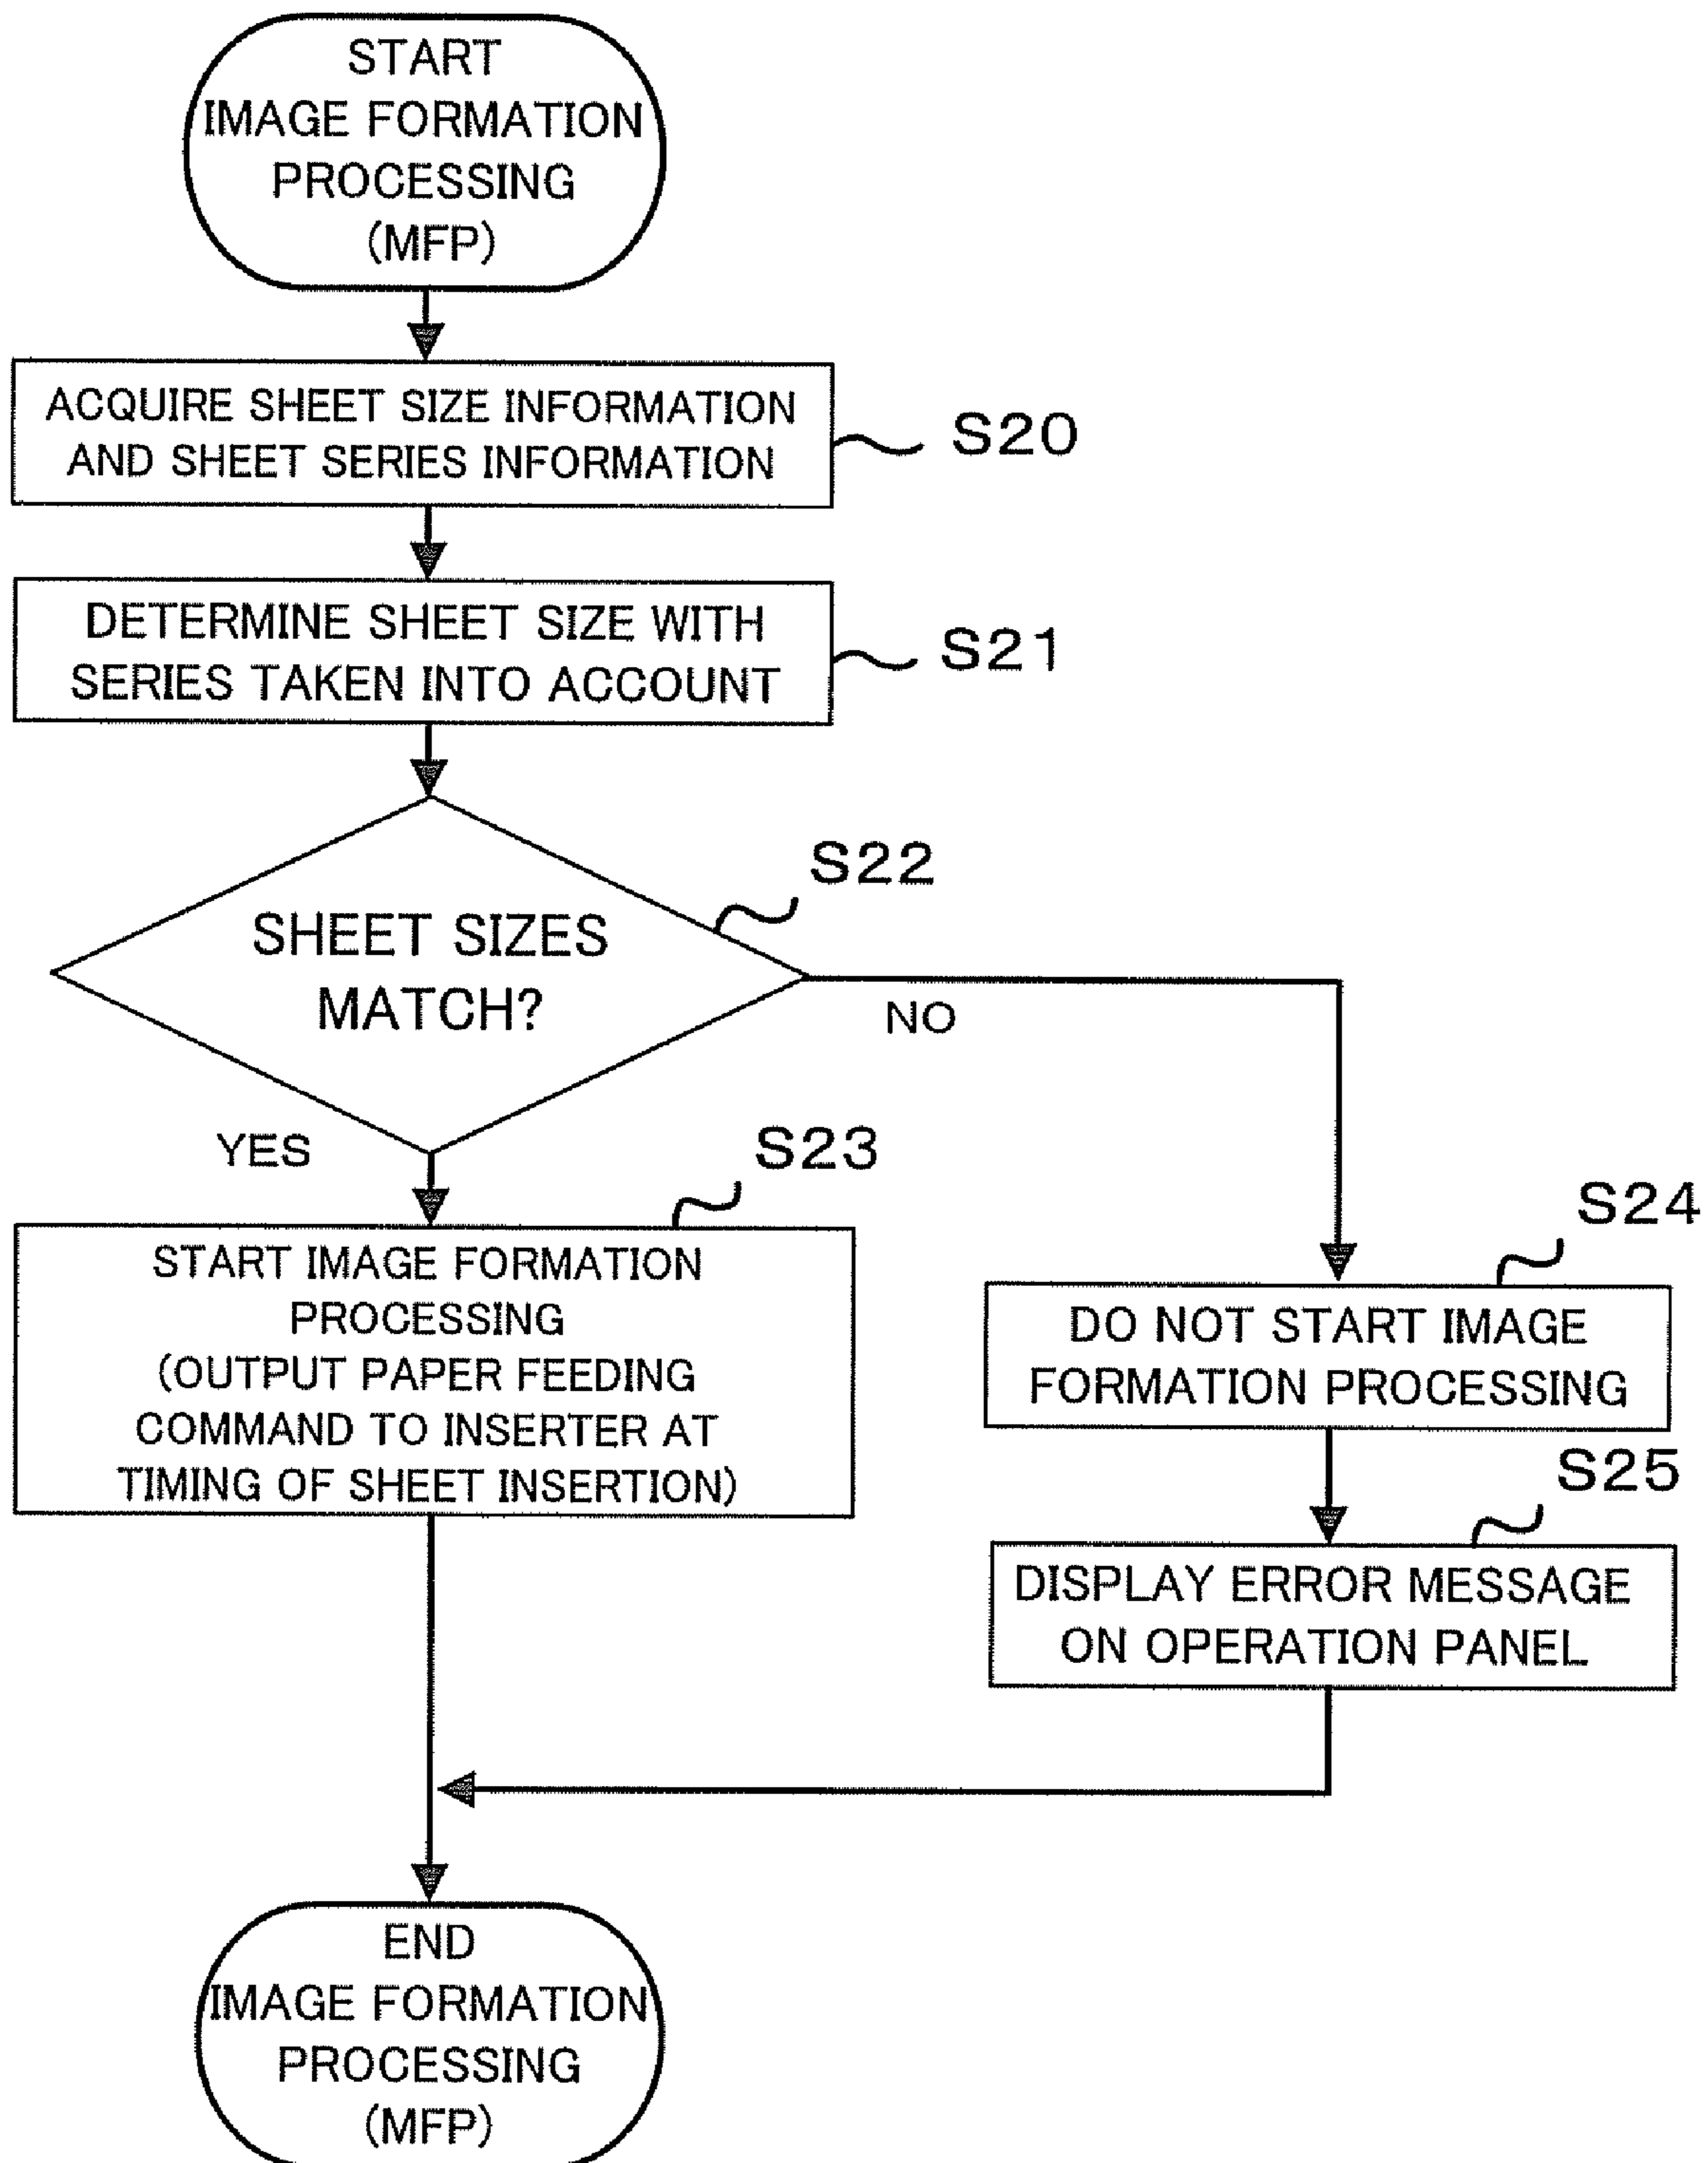 START
IMAGE FORMATION
PROCESSING
(MFP)
ACQUIRE SHEET SIZE INFORMATION
AND SHEET SERIES INFORMATION
S20
DETERMINE SHEET SIZE WITH
SERIES TAKEN INTO ACCOUNT
S21
S22
SHEET SIZES
MATCH?
NO
YES
S23
START IMAGE FORMATION
PROCESSING
(OUTPUT PAPER FEEDING
COMMAND TO INSERTER AT
TIMING OF SHEET INSERTION)
S24
DO NOT START IMAGE
FORMATION PROCESSING
S25
DISPLAY ERROR MESSAGE
ON OPERATION PANEL
END
IMAGE FORMATION
PROCESSING
(MFP)